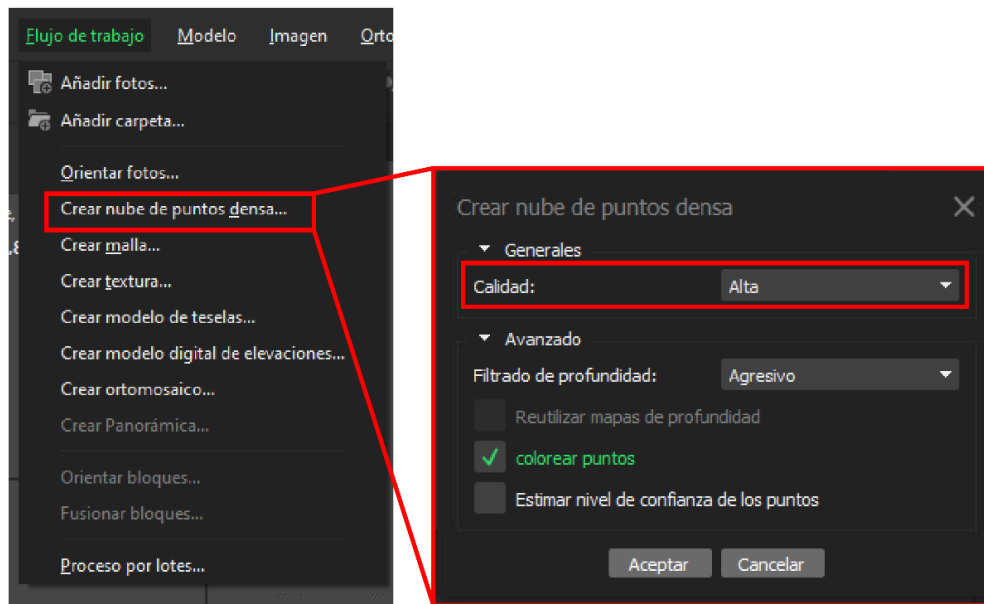 Flujo de trabajo Modelo Imagen Orto
Añadir fotos...
Añadir carpeta...
Orientar fotos...
Crear nube de puntos densa...
Crear malla...
Crear textura...
Crear modelo de teselas...
Crear modelo digital de elevaciones...
Crear ortomosaico...
Crear Panorámica...
Orientar bloques...
Fusionar bloques...
Proceso por lotes...
Crear nube de puntos densa
Generales
Calidad: Alta
Avanzado
Filtrado de profundidad: Agresivo
Reutilizar mapas de profundidad
colorear puntos
Estimar nivel de confianza de los puntos
Aceptar Cancelar